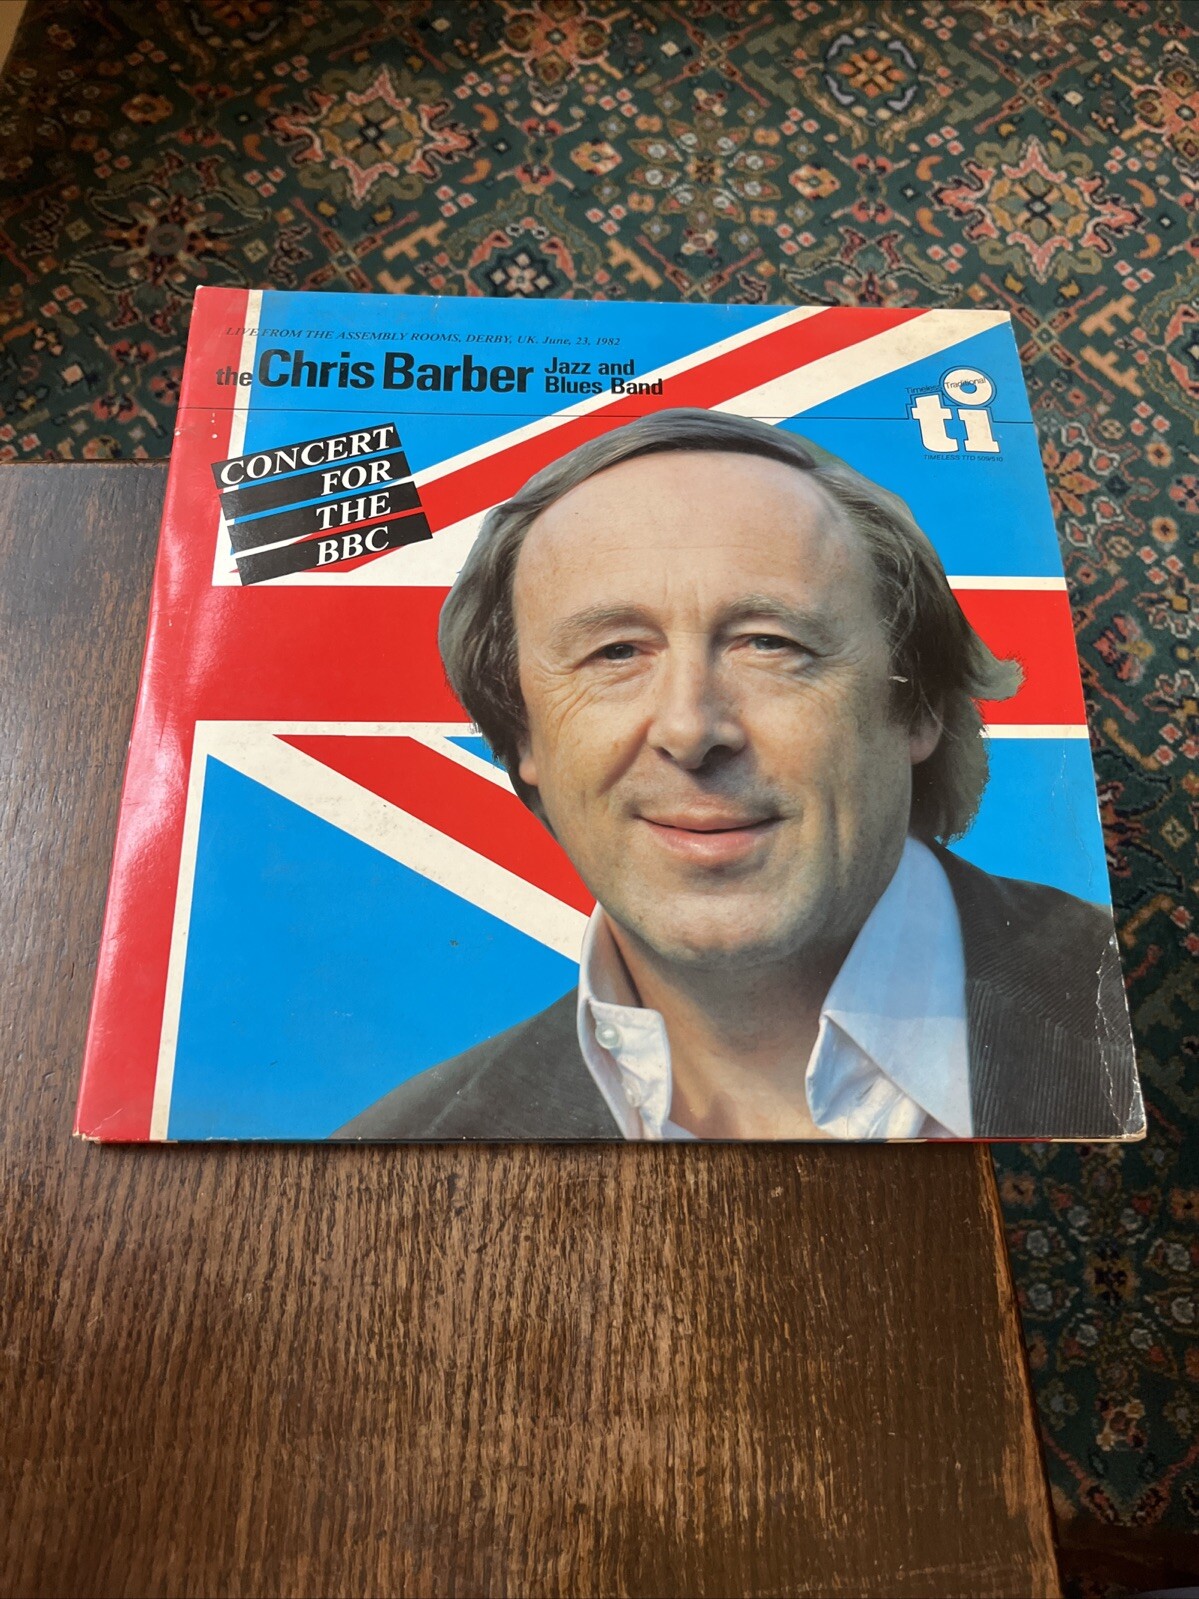 LIVE FROM THE ASSEMBLY ROOMS, DERBY, UK. June, 23, 1982
the Chris Barber Jazz and
Blues Band
CONCERT
FOR
THE
BBC
Timeless Traditional
ti
TIMELESS TTD 509/510